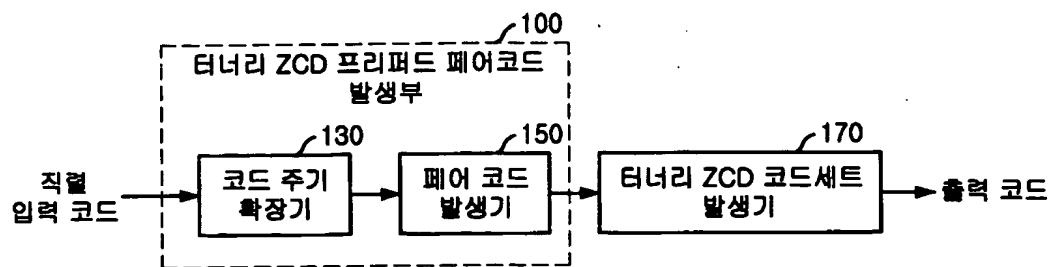 100
터너리 ZCD 프리퍼드 페어코드
발생부
130
150
170
직렬
입력 코드
코드 주기
확장기
페어 코드
발생기
터너리 ZCD 코드세트
발생기
출력 코드